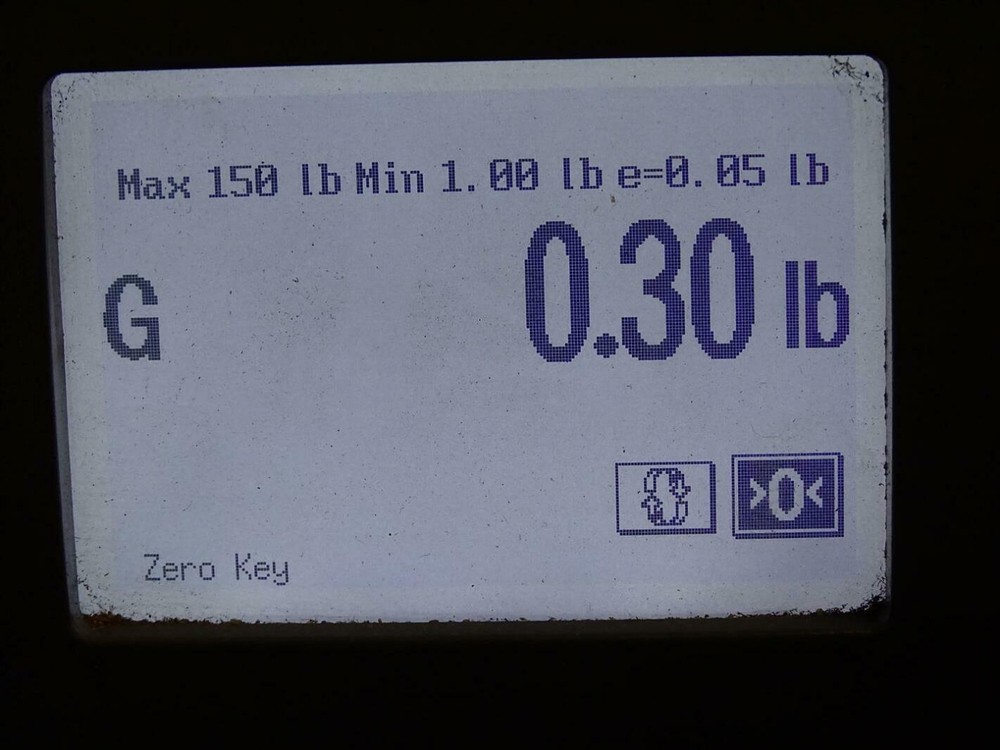 Max 150 lb Min 1.00 lb e=0.05 lb
G 0.30 lb
>0<
Zero Key